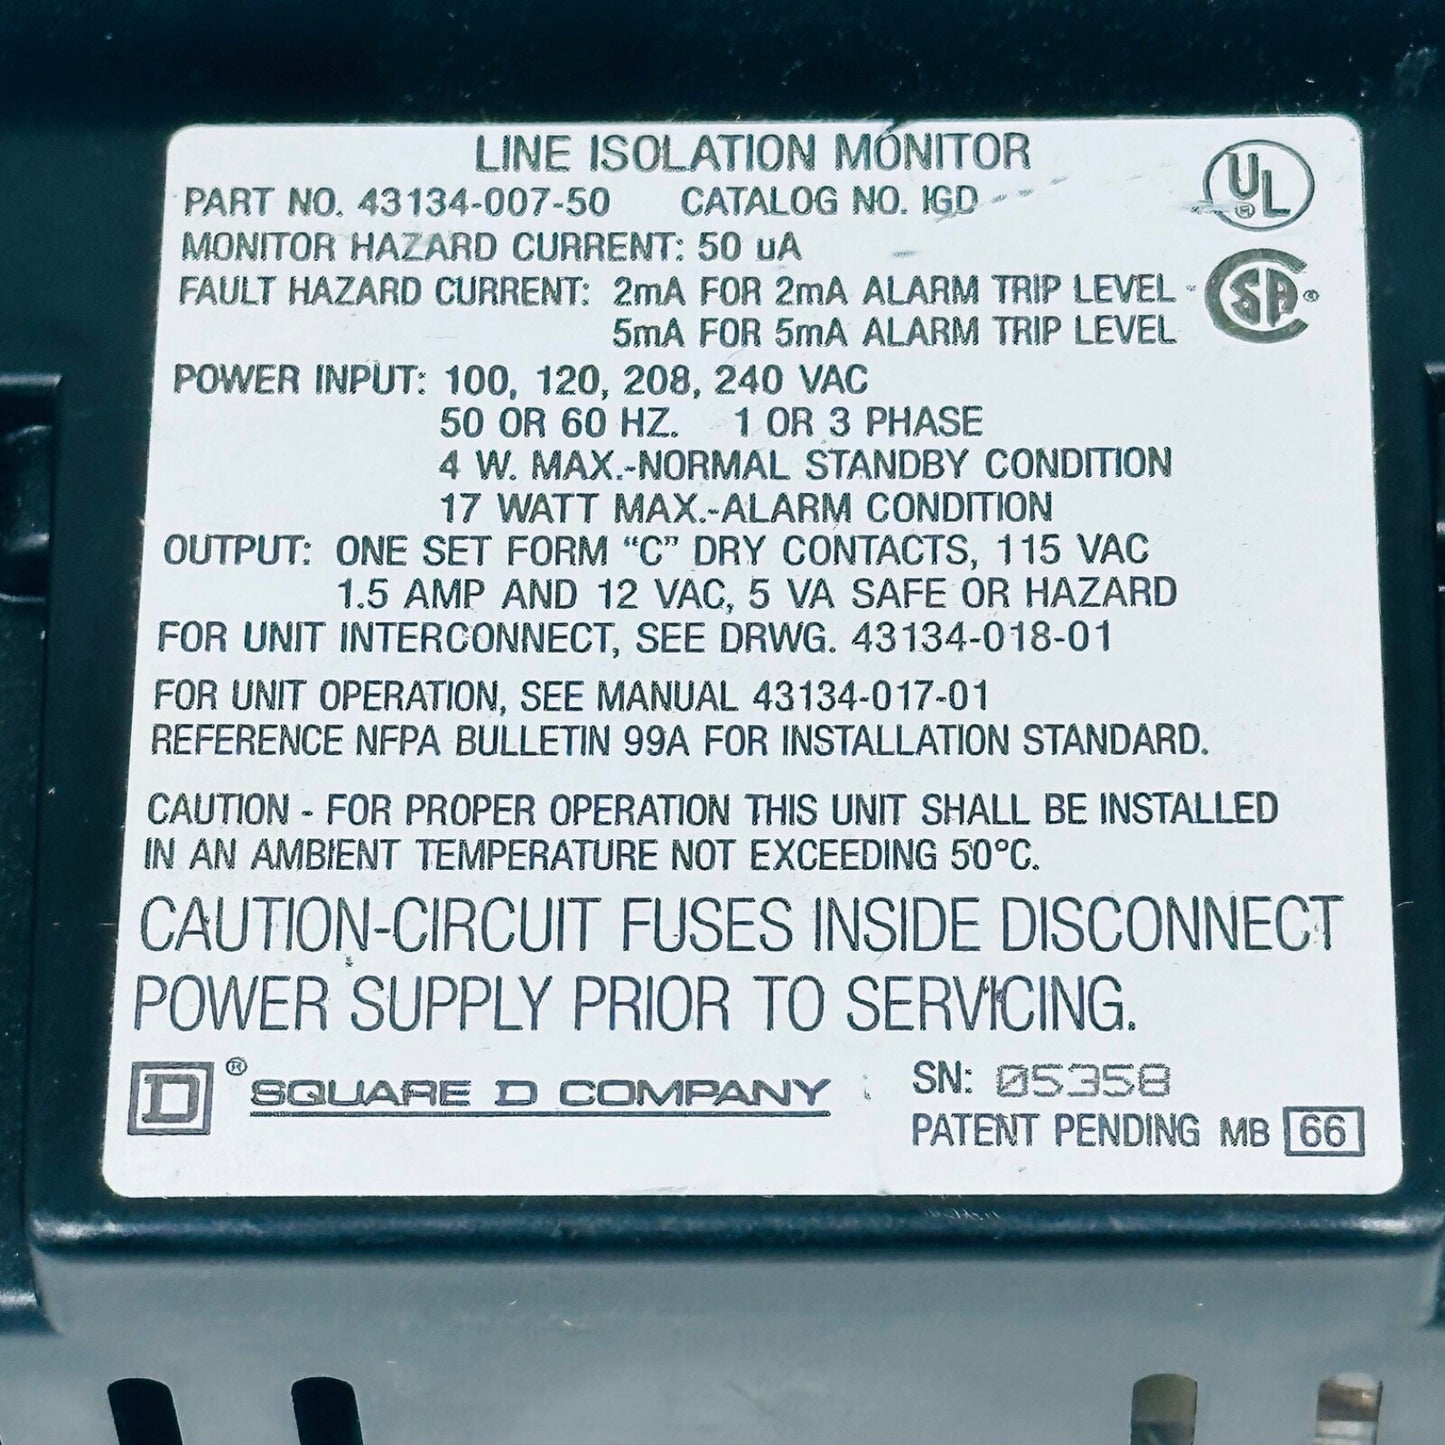 LINE ISOLATION MONITOR
PART NO. 43134-007-50 CATALOG NO. IGD
UL ®
MONITOR HAZARD CURRENT: 50 uA
FAULT HAZARD CURRENT: 2mA FOR 2mA ALARM TRIP LEVEL
5mA FOR 5mA ALARM TRIP LEVEL
CSA ®
POWER INPUT: 100, 120, 208, 240 VAC
50 OR 60 HZ. 1 OR 3 PHASE
4 W. MAX.-NORMAL STANDBY CONDITION
17 WATT MAX.-ALARM CONDITION
OUTPUT: ONE SET FORM “C” DRY CONTACTS, 115 VAC
1.5 AMP AND 12 VAC, 5 VA SAFE OR HAZARD
FOR UNIT INTERCONNECT, SEE DRWG. 43134-018-01
FOR UNIT OPERATION, SEE MANUAL 43134-017-01
REFERENCE NFPA BULLETIN 99A FOR INSTALLATION STANDARD.
CAUTION - FOR PROPER OPERATION THIS UNIT SHALL BE INSTALLED
IN AN AMBIENT TEMPERATURE NOT EXCEEDING 50°C.
CAUTION-CIRCUIT FUSES INSIDE DISCONNECT
POWER SUPPLY PRIOR TO SERVICING.
D ® SQUARE D COMPANY
SN: 05358
PATENT PENDING MB 66